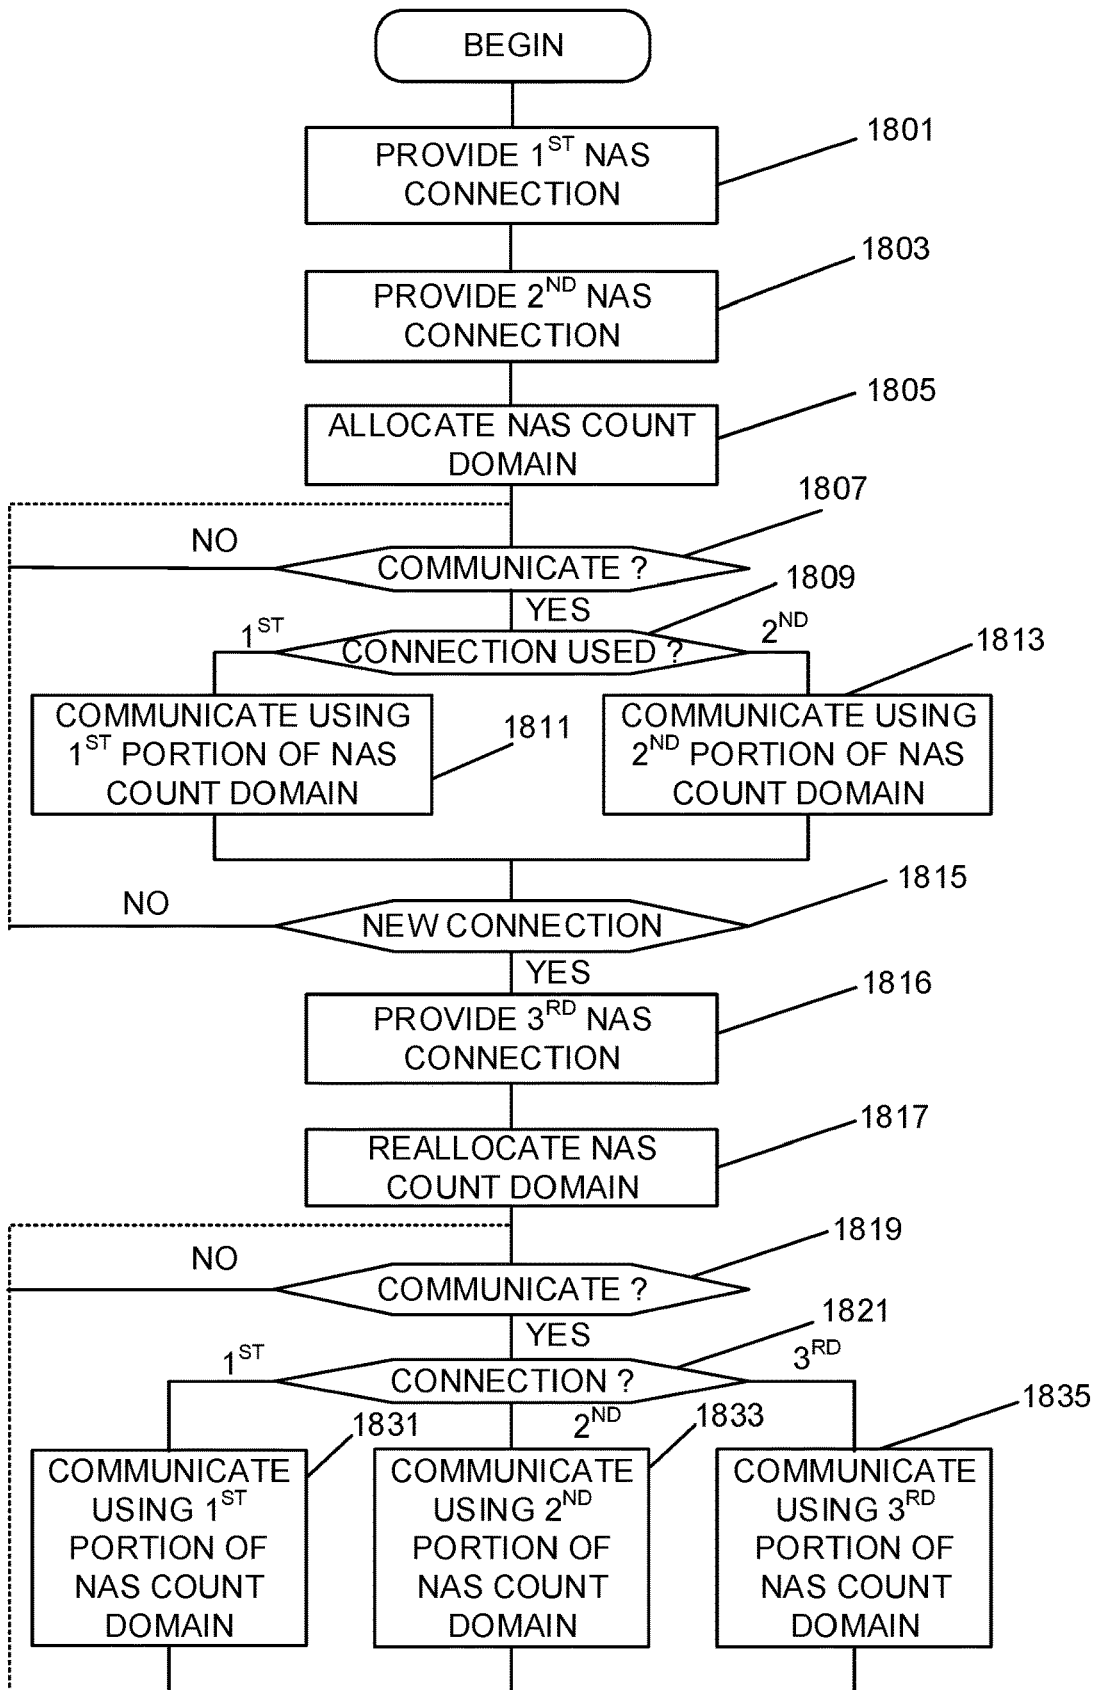 BEGIN
1801
PROVIDE 1ST NAS
CONNECTION
1803
PROVIDE 2ND NAS
CONNECTION
1805
ALLOCATE NAS COUNT
DOMAIN
1807
NO
COMMUNICATE ?
1809
YES
1ST
2ND
CONNECTION USED ?
1813
COMMUNICATE USING
1ST PORTION OF NAS
COUNT DOMAIN
1811
COMMUNICATE USING
2ND PORTION OF NAS
COUNT DOMAIN
1815
NO
NEW CONNECTION
YES
1816
PROVIDE 3RD NAS
CONNECTION
1817
REALLOCATE NAS
COUNT DOMAIN
1819
NO
COMMUNICATE ?
1821
YES
1ST
3RD
CONNECTION ?
1835
2ND
1833
1831
COMMUNICATE
USING 1ST
PORTION OF
NAS COUNT
DOMAIN
COMMUNICATE
USING 2ND
PORTION OF
NAS COUNT
DOMAIN
COMMUNICATE
USING 3RD
PORTION OF
NAS COUNT
DOMAIN